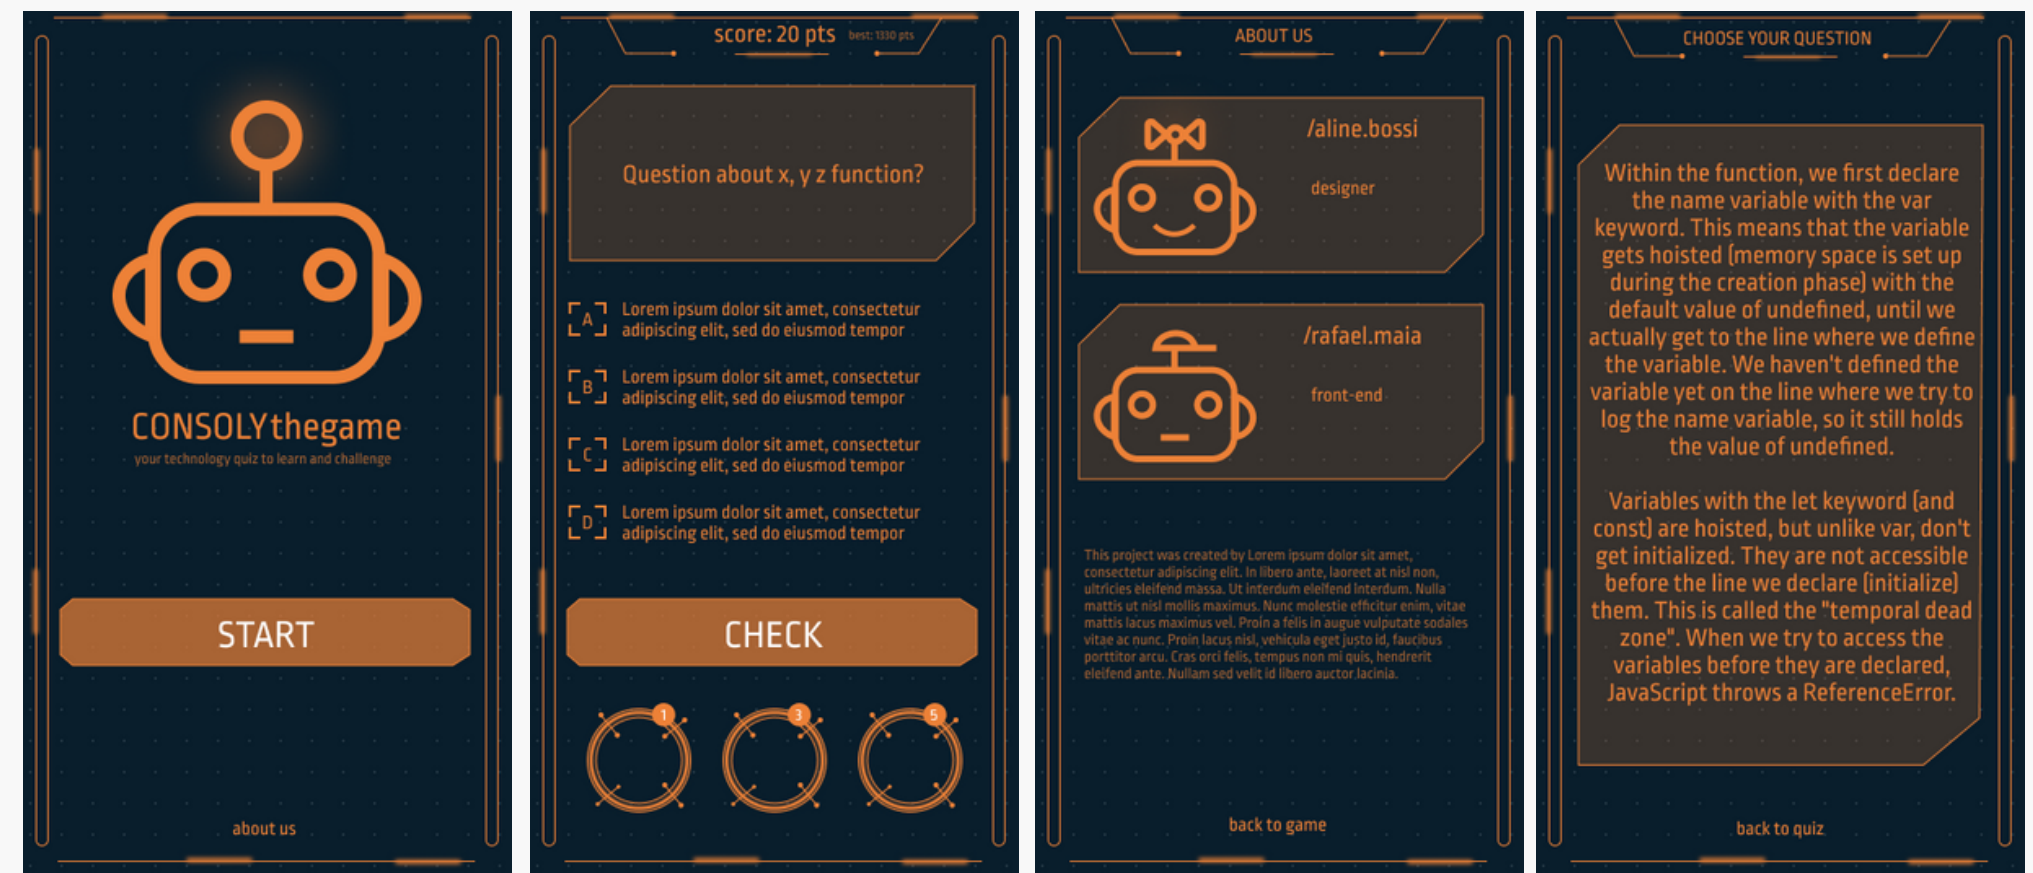 CONSOLYthegame
your technology quiz to learn and challenge
START
about us
score: 20 pts best: 1330 pts
Question about x, y z function?
A
Lorem ipsum dolor sit amet, consectetur
adipiscing elit, sed do eiusmod tempor
B
Lorem ipsum dolor sit amet, consectetur
adipiscing elit, sed do eiusmod tempor
C
Lorem ipsum dolor sit amet, consectetur
adipiscing elit, sed do eiusmod tempor
D
Lorem ipsum dolor sit amet, consectetur
adipiscing elit, sed do eiusmod tempor
CHECK
1 3 5
ABOUT US
/aline.bossi
designer
/rafael.maia
front-end
This project was created by Lorem ipsum dolor sit amet,
consectetur adipiscing elit. In libero ante, laoreet at nisl non,
ultricies eleifend massa. Ut interdum eleifend interdum. Nulla
mattis ut nisl mollis maximus. Nunc molestie efficitur enim, vitae
mattis lacus maximus vel. Proin a felis in augue vulputate sodales
vitae ac nunc. Proin lacus nisl, vehicula eget justo id, faucibus
porttitor arcu. Cras orci felis, tempus non mi quis, hendrerit
eleifend ante. Nullam sed velit id libero auctor lacinia.
back to game
CHOOSE YOUR QUESTION
Within the function, we first declare
the name variable with the var
keyword. This means that the variable
gets hoisted (memory space is set up
during the creation phase) with the
default value of undefined, until we
actually get to the line where we define
the variable. We haven't defined the
variable yet on the line where we try to
log the name variable, so it still holds
the value of undefined.
Variables with the let keyword (and
const) are hoisted, but unlike var, don't
get initialized. They are not accessible
before the line we declare (initialize)
them. This is called the "temporal dead
zone". When we try to access the
variables before they are declared,
JavaScript throws a ReferenceError.
back to quiz